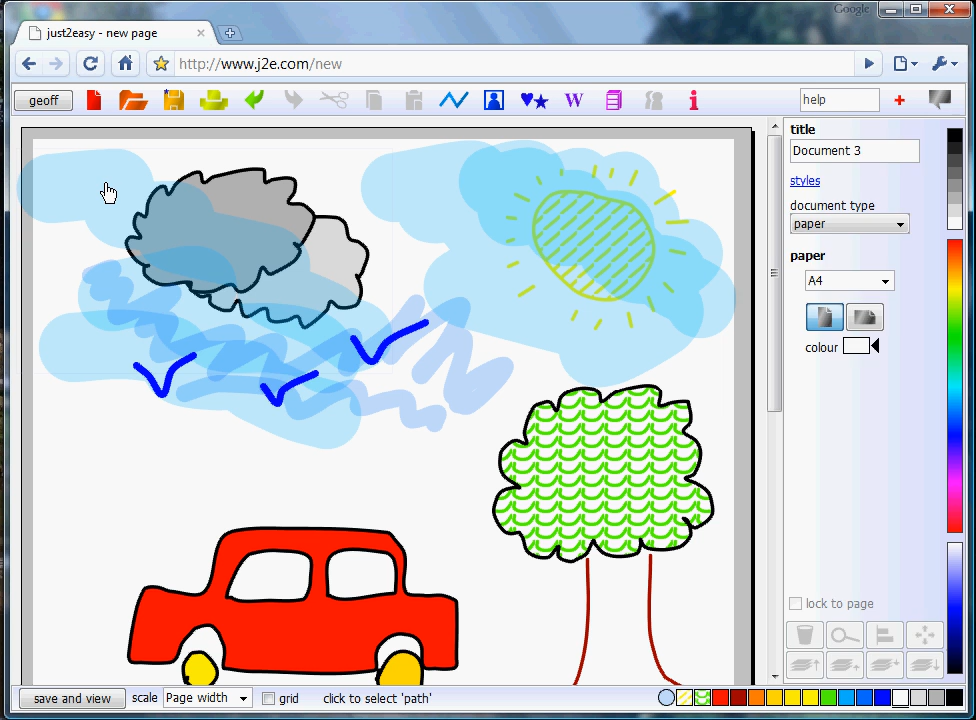 Google
just2easy - new page
http://www.j2e.com/new
geoff
W
help
title
Document 3
styles
document type
paper
paper
A4
colour
lock to page
save and view
scale
Page width
grid
click to select 'path'